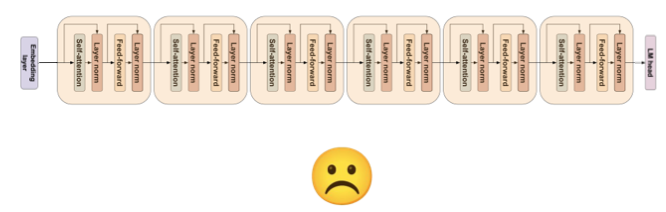 Embedding
layer
Self-attention
Layer norm
Feed-forward
Layer norm
Self-attention
Layer norm
Feed-forward
Layer norm
Self-attention
Layer norm
Feed-forward
Layer norm
Self-attention
Layer norm
Feed-forward
Layer norm
Self-attention
Layer norm
Feed-forward
Layer norm
Self-attention
Layer norm
Feed-forward
Layer norm
LM head